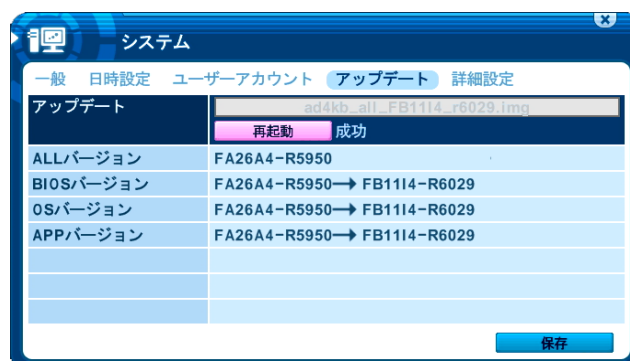 システム
一般 日時設定 ユーザーアカウント アップデート 詳細設定
アップデート ad4kb_all_FB11I4_r6029.img
再起動 成功
ALLバージョン FA26A4-R5950
BIOSバージョン FA26A4-R5950→ FB11I4-R6029
OSバージョン FA26A4-R5950→ FB11I4-R6029
APPバージョン FA26A4-R5950→ FB11I4-R6029
保存